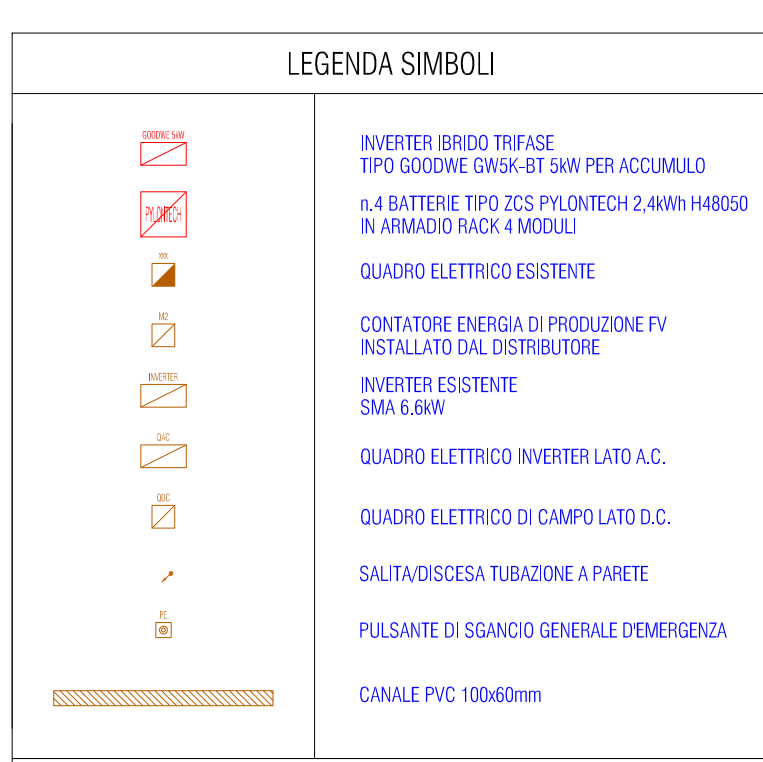 LEGENDA SIMBOLI
GOODWE 5kW
INVERTER IBRIDO TRIFASE
TIPO GOODWE GW5K-BT 5kW PER ACCUMULO
PYLONTECH
n.4 BATTERIE TIPO ZCS PYLONTECH 2,4kWh H48050
IN ARMADIO RACK 4 MODULI
XXX
QUADRO ELETTRICO ESISTENTE
M2
CONTATORE ENERGIA DI PRODUZIONE FV
INSTALLATO DAL DISTRIBUTORE
INVERTER
INVERTER ESISTENTE
SMA 6.6kW
QAC
QUADRO ELETTRICO INVERTER LATO A.C.
QDC
QUADRO ELETTRICO DI CAMPO LATO D.C.
SALITA/DISCESA TUBAZIONE A PARETE
PE
PULSANTE DI SGANCIO GENERALE D'EMERGENZA
CANALE PVC 100x60mm